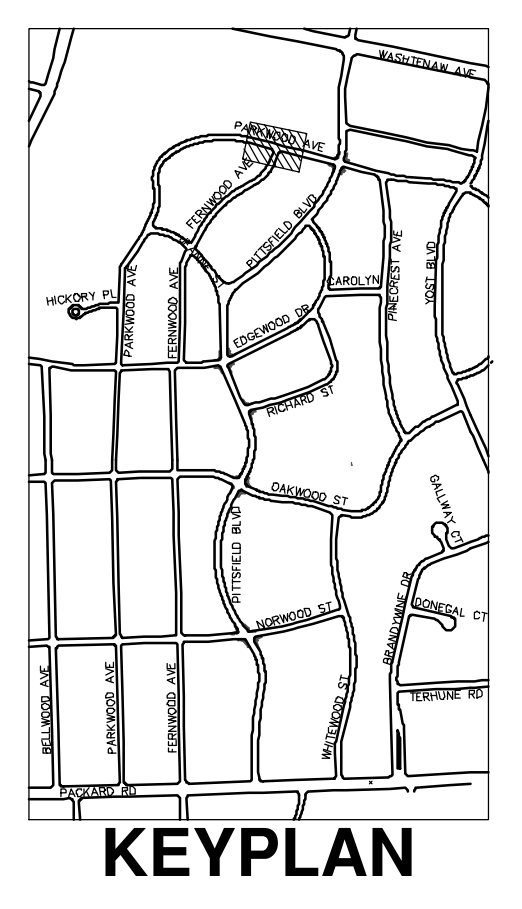 WASHTENAW AVE
PARKWOOD AVE
FERNWOOD AVE
PITTSFIELD BLVD
PINECREST AVE
YOST BLVD
CAROLYN
HICKORY PL
PARKWOOD AVE
FERNWOOD AVE
EDGEWOOD DR
RICHARD ST
OAKWOOD ST
GALLWAY CT
PITTSFIELD BLVD
BRANDYWINE DR
DONEGAL CT
NORWOOD ST
TERHUNE RD
BELLWOOD AVE
PARKWOOD AVE
FERNWOOD AVE
WHITEWOOD ST
PACKARD RD
KEYPLAN